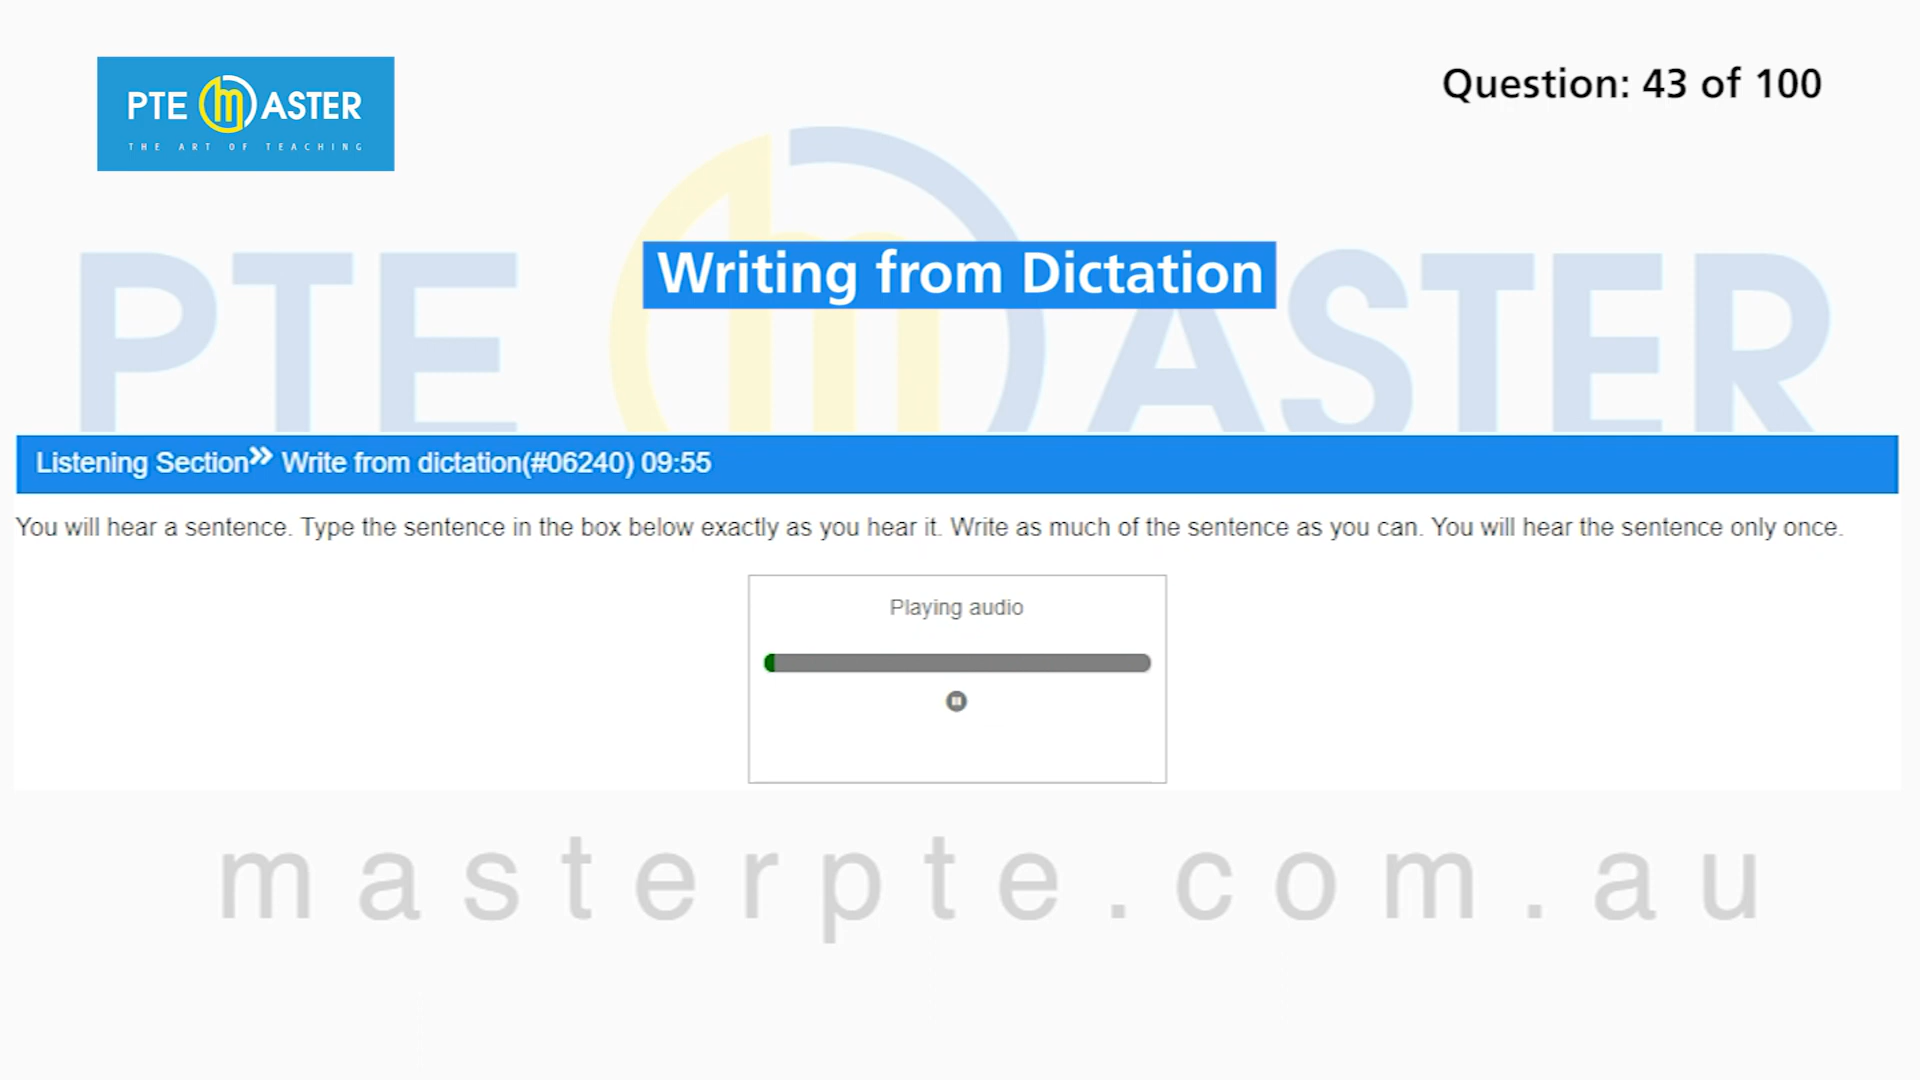 PTE MASTER
THE ART OF TEACHING
Question: 43 of 100
PTE MASTER
Writing from Dictation
Listening Section» Write from dictation(#06240) 09:55
You will hear a sentence. Type the sentence in the box below exactly as you hear it. Write as much of the sentence as you can. You will hear the sentence only once.
Playing audio
masterpte.com.au